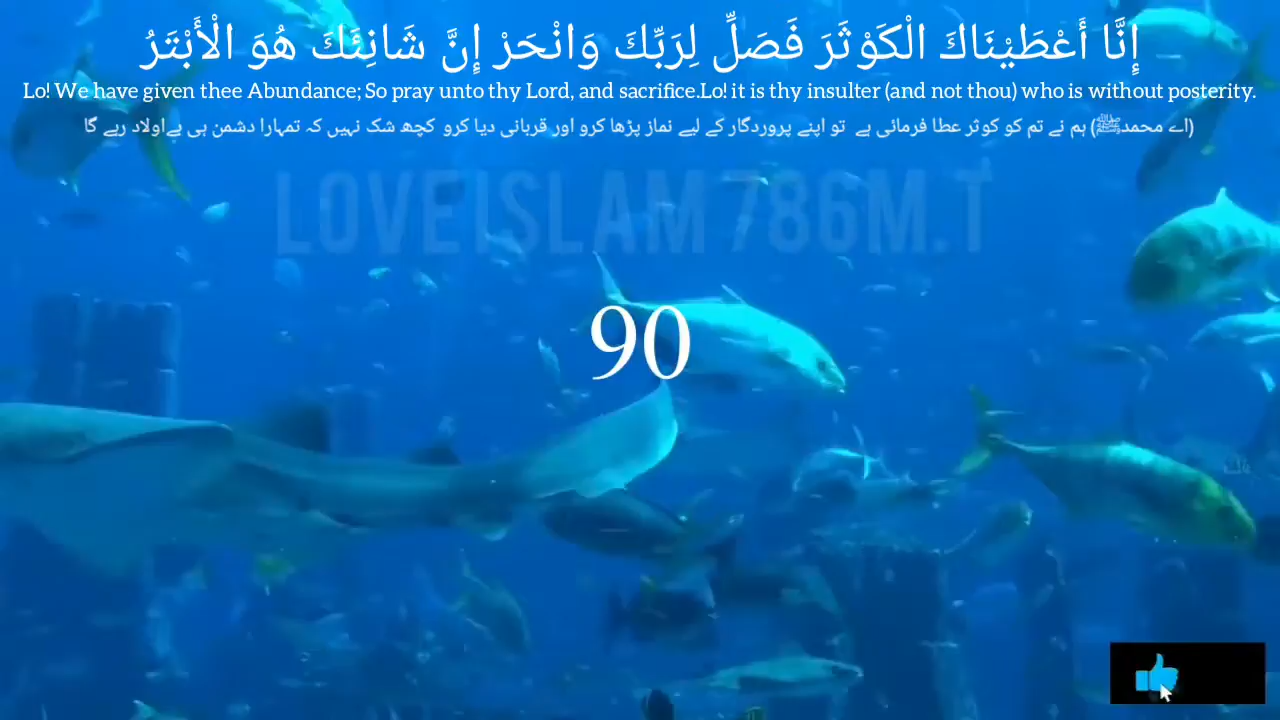 إِنَّا أَعْطَيْنَاكَ الْكَوْثَرَ فَصَلِّ لِرَبِّكَ وَانْحَرْ إِنَّ شَانِئَكَ هُوَ الْأَبْتَرُ
Lo! We have given thee Abundance; So pray unto thy Lord, and sacrifice.Lo! it is thy insulter (and not thou) who is without posterity.
(اے محمدﷺ) ہم نے تم کو کوثر عطا فرمائی ہے تو اپنے پروردگار کے لیے نماز پڑھا کرو اور قربانی دیا کرو کچھ شک نہیں کہ تمہارا دشمن ہی بےاولاد رہے گا
LOVE ISLAM 786M.T
90